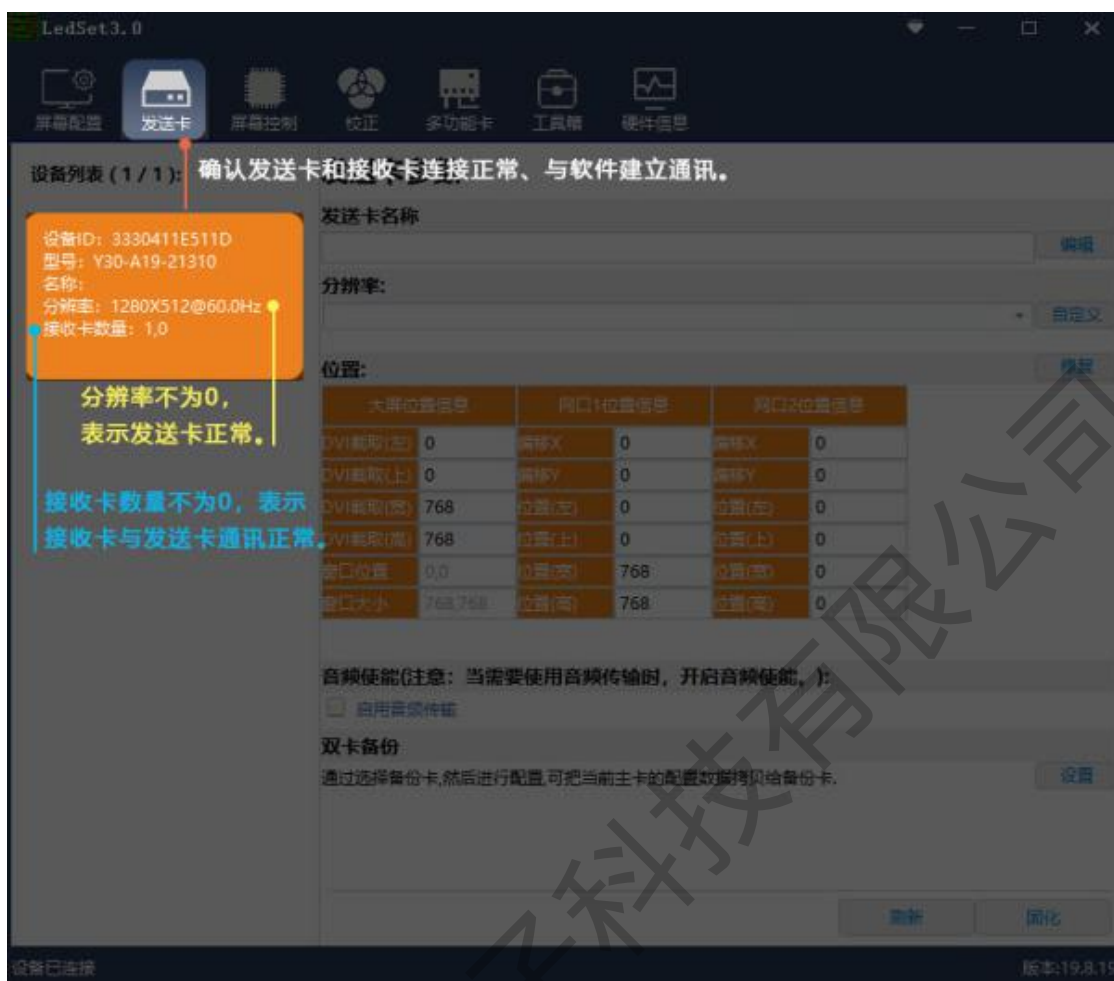 LedSet3.0
屏幕配置 发送卡 屏幕控制 校正 多功能卡 工具箱 硬件信息
确认发送卡和接收卡连接正常、与软件建立通讯。
设备列表 (1 / 1):
设备ID: 3330411E511D
型号: Y30-A19-21310
名称:
分辨率: 1280X512@60.0Hz
接收卡数量: 1,0
分辨率不为0,
表示发送卡正常。
接收卡数量不为0, 表示
接收卡与发送卡通讯正常。
发送卡名称
编辑
分辨率:
自定义
位置:
大屏位置信息 网口1位置信息 网口2位置信息
DVI截取(左) 0 偏移X 0 偏移X 0
DVI截取(上) 0 偏移Y 0 偏移Y 0
DVI截取(宽) 768 位置(左) 0 位置(左) 0
DVI截取(高) 768 位置(上) 0 位置(上) 0
窗口位置 0,0 位置(宽) 768 位置(宽) 0
窗口大小 768,768 位置(高) 768 位置(高) 0
音频使能(注意: 当需要使用音频传输时, 开启音频使能。):
启用音频传输
双卡备份
通过选择备份卡,然后进行配置,可把当前主卡的配置数据拷贝给备份卡.
设置
刷新 固化
设备已连接 版本:19.8.19
科技有限公司